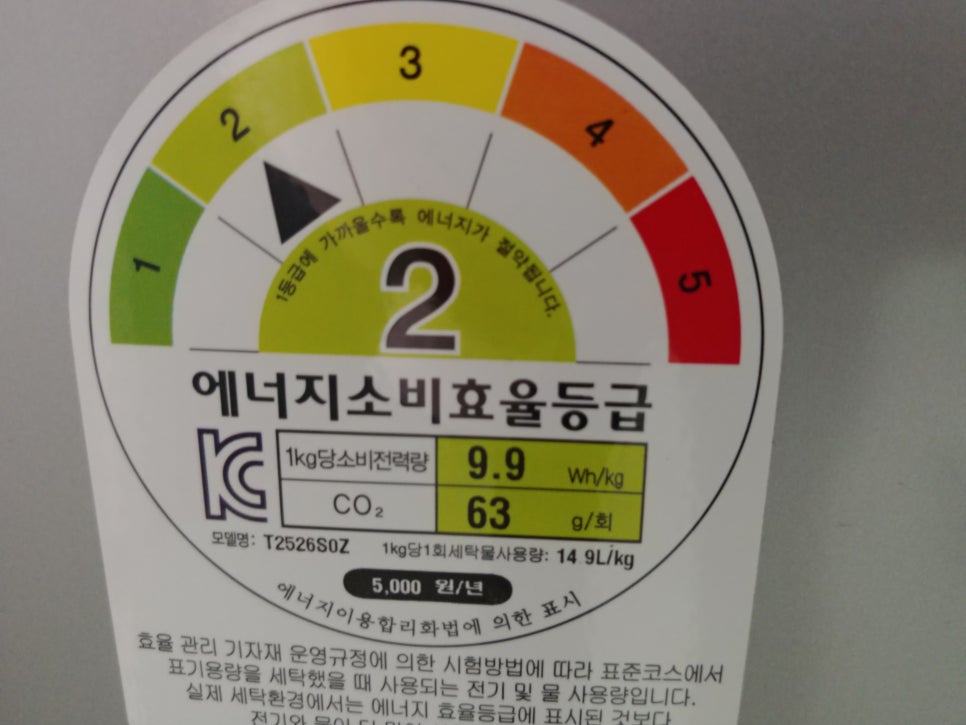 1
2
3
4
5
1등급에 가까울수록 에너지가 절약됩니다.
2
에너지소비효율등급
KC
1kg당소비전력량 9.9 Wh/kg
CO₂ 63 g/회
모델명: T2526S0Z 1kg당1회세탁물사용량: 14.9L/kg
5,000 원/년
에너지이용합리화법에 의한 표시
효율 관리 기자재 운영규정에 의한 시험방법에 따라 표준코스에서
표기용량을 세탁했을 때 사용되는 전기 및 물 사용량입니다.
실제 세탁환경에서는 에너지 효율등급에 표시된 것보다
전기와 물이 더